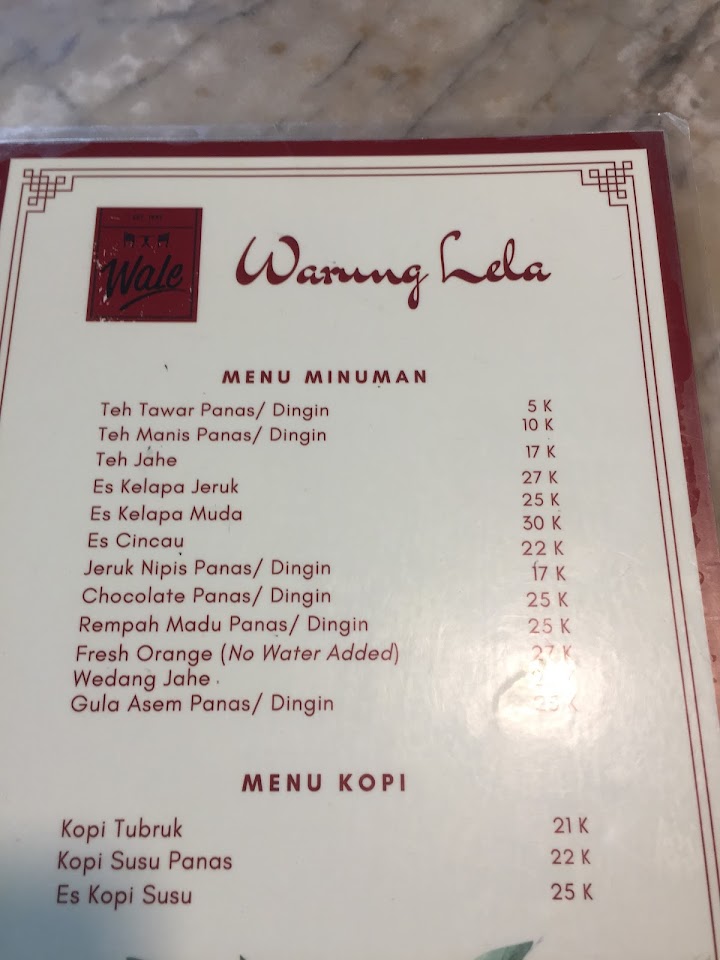 Wale
Warung Lela
MENU MINUMAN
Teh Tawar Panas/ Dingin
Teh Manis Panas/ Dingin
Teh Jahe
Es Kelapa Jeruk
Es Kelapa Muda
Es Cincau
Jeruk Nipis Panas/ Dingin
Chocolate Panas/ Dingin
Rempah Madu Panas/ Dingin
Fresh Orange (No Water Added)
Wedang Jahe
Gula Asem Panas/ Dingin
5 K
10 K
17 K
27 K
25 K
30 K
22 K
17 K
25 K
25 K
27 K
25 K
MENU KOPI
Kopi Tubruk 21 K
Kopi Susu Panas 22 K
Es Kopi Susu 25 K